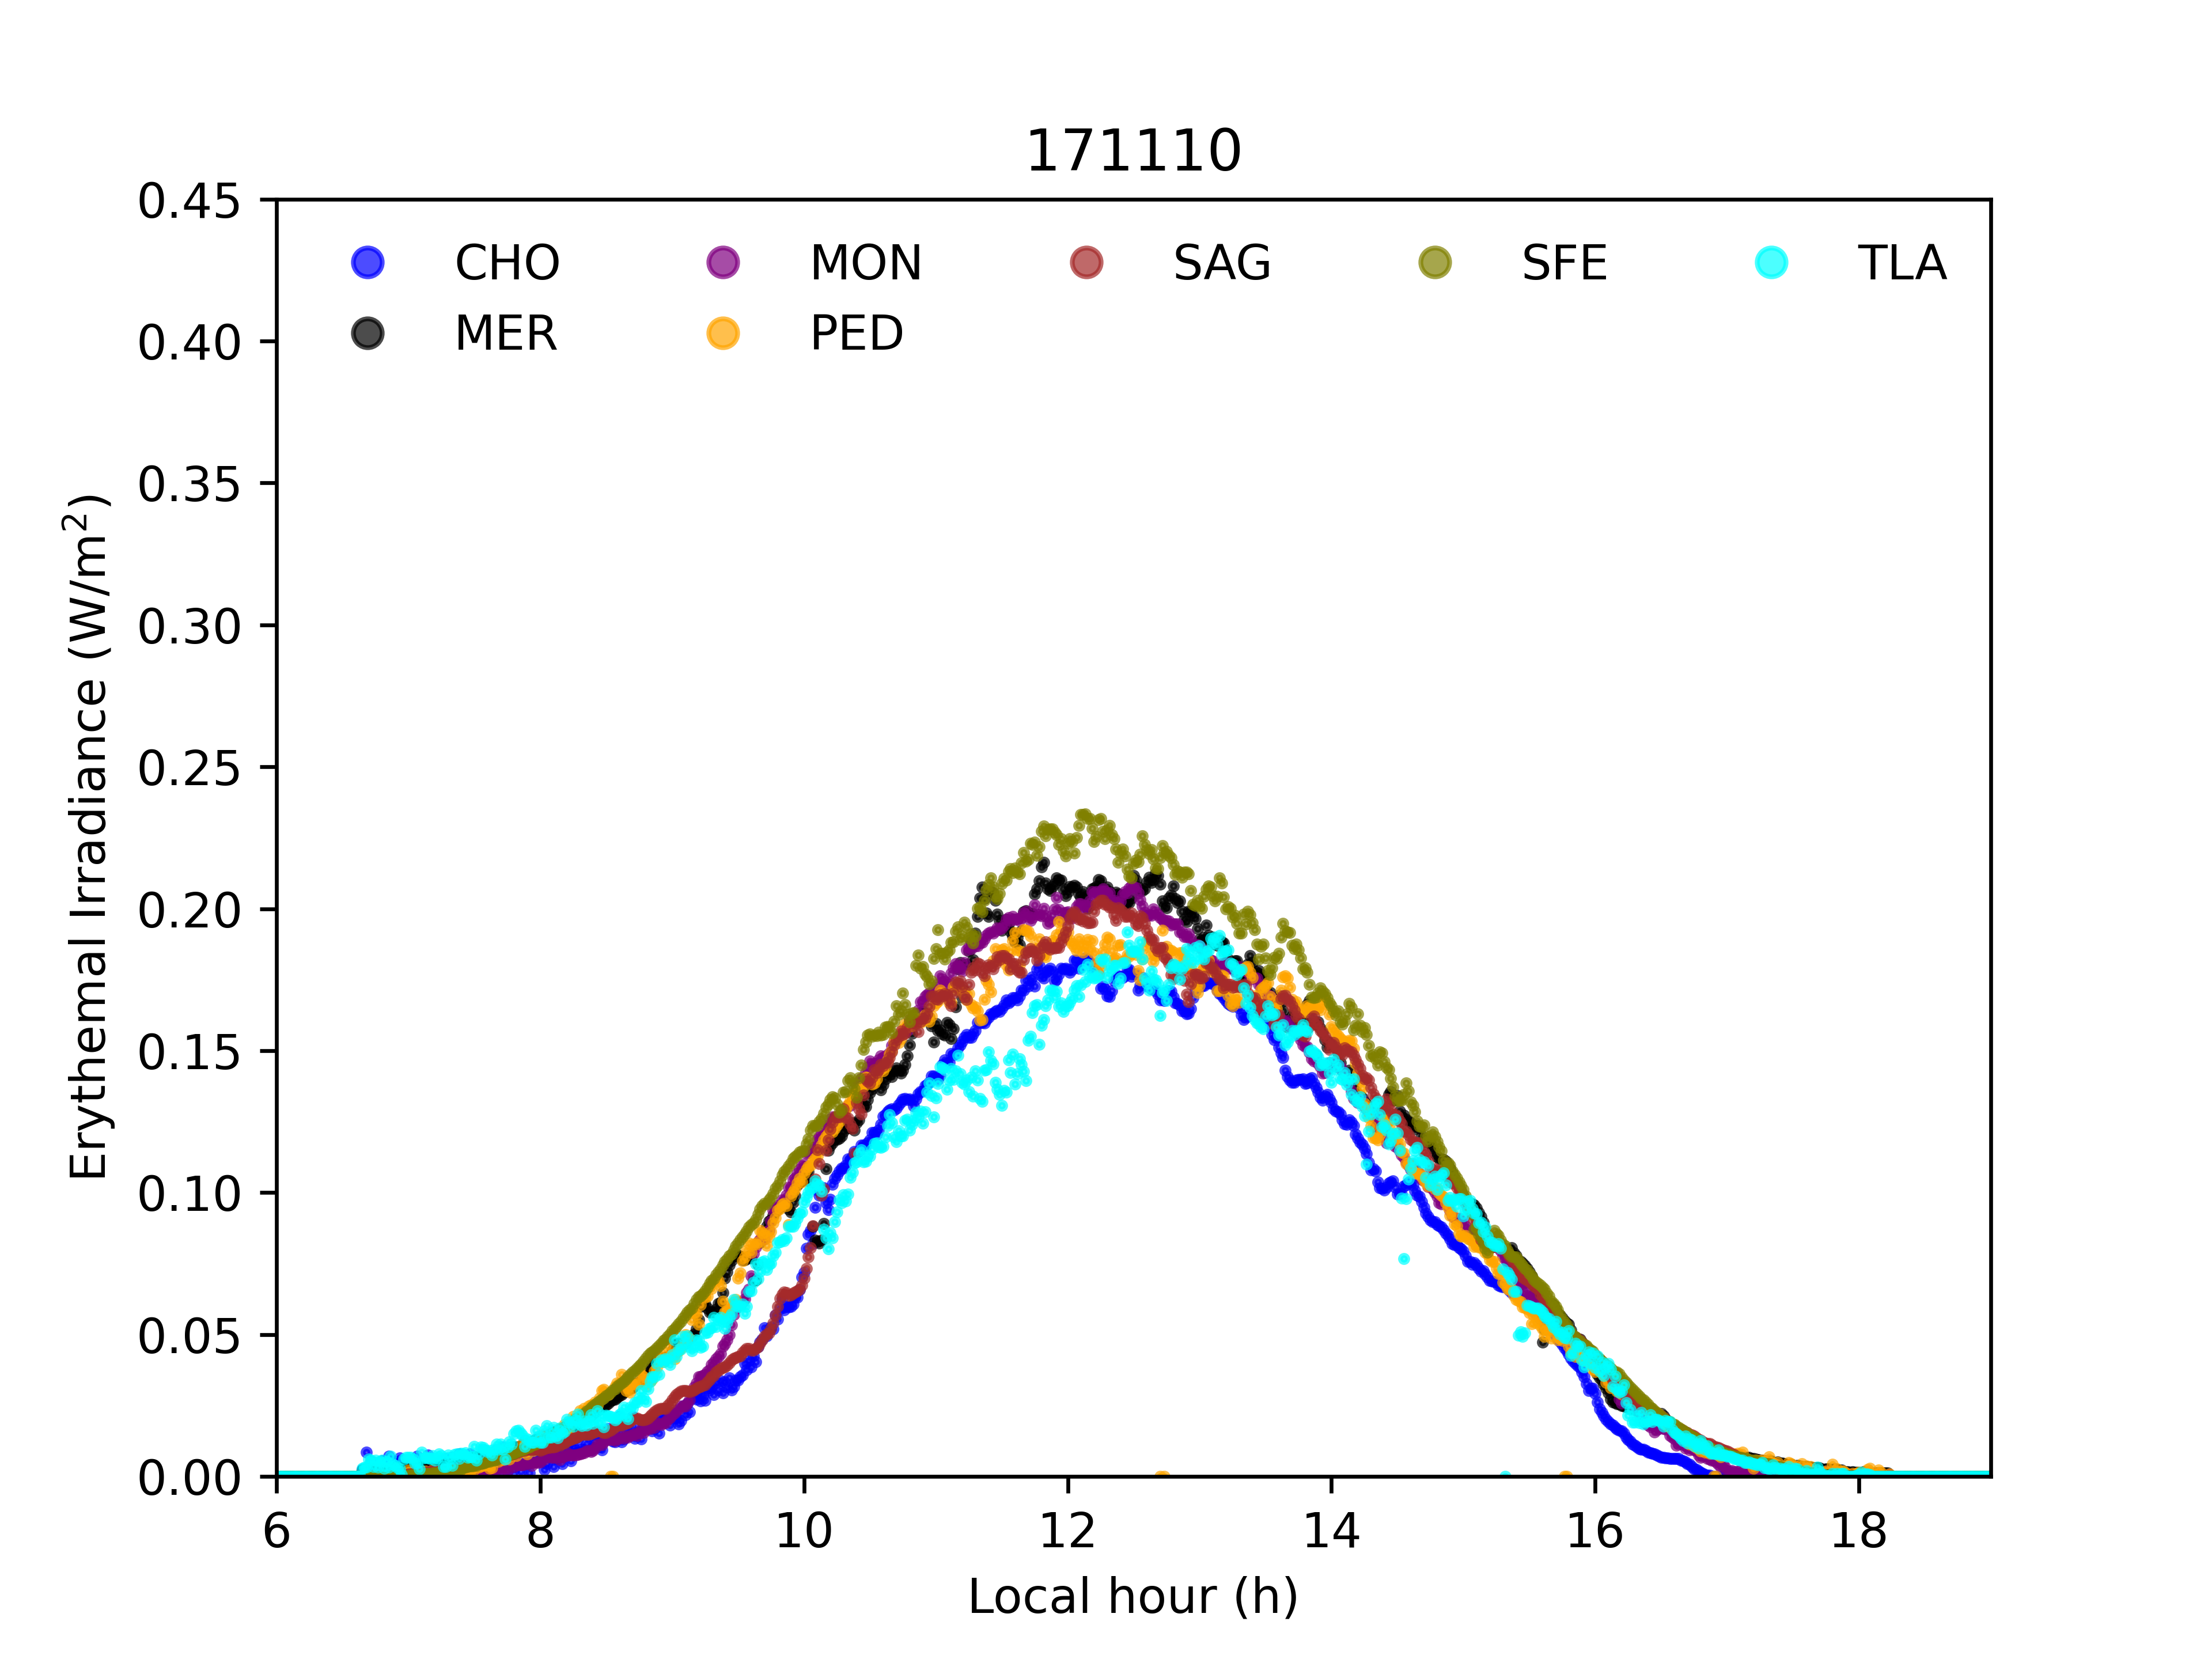 171110
0.45
0.40
0.35
0.30
0.25
0.20
0.15
0.10
0.05
0.00
Erythemal Irradiance (W/m²)
CHO MON SAG SFE TLA
MER PED
6 8 10 12 14 16 18
Local hour (h)